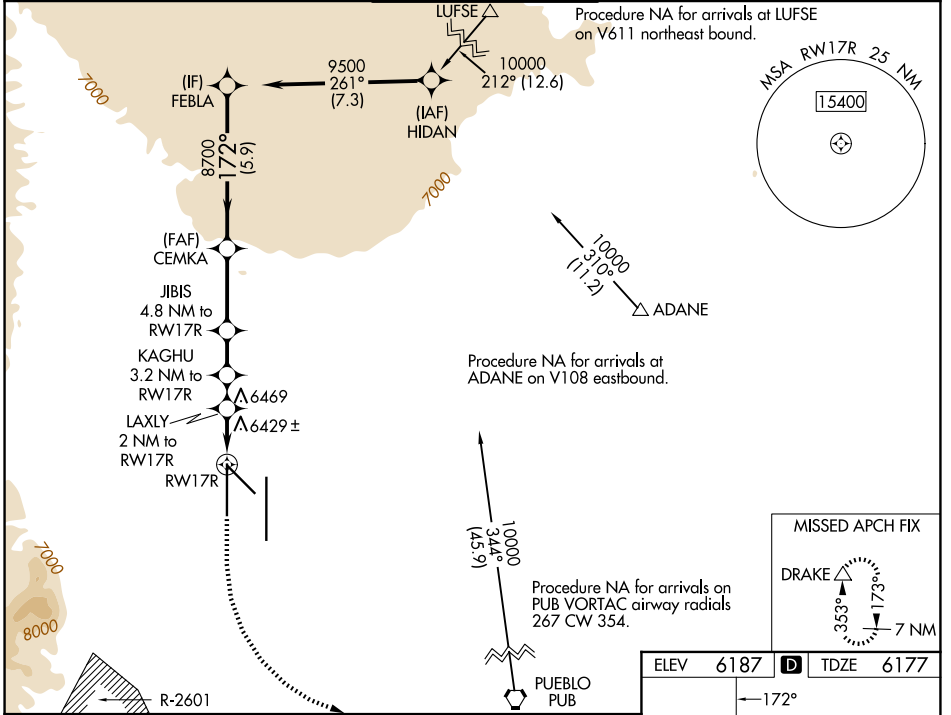 LUFSE
Procedure NA for arrivals at LUFSE
on V611 northeast bound.
7000
(IF)
FEBLA
9500
261°
(7.3)
10000
212° (12.6)
(IAF)
HIDAN
MSA RW17R 25 NM
15400
8700
172°
(5.9)
7000
(FAF)
CEMKA
10000
310°
(11.2)
ADANE
JIBIS
4.8 NM to
RW17R
KAGHU
3.2 NM to
RW17R
6469
LAXLY
2 NM to
RW17R
6429 ±
RW17R
Procedure NA for arrivals at
ADANE on V108 eastbound.
10000
344°
(45.9)
7000
8000
Procedure NA for arrivals on
PUB VORTAC airway radials
267 CW 354.
MISSED APCH FIX
DRAKE
353°
173°
7 NM
R-2601
PUEBLO
PUB
ELEV 6187 D TDZE 6177
172°